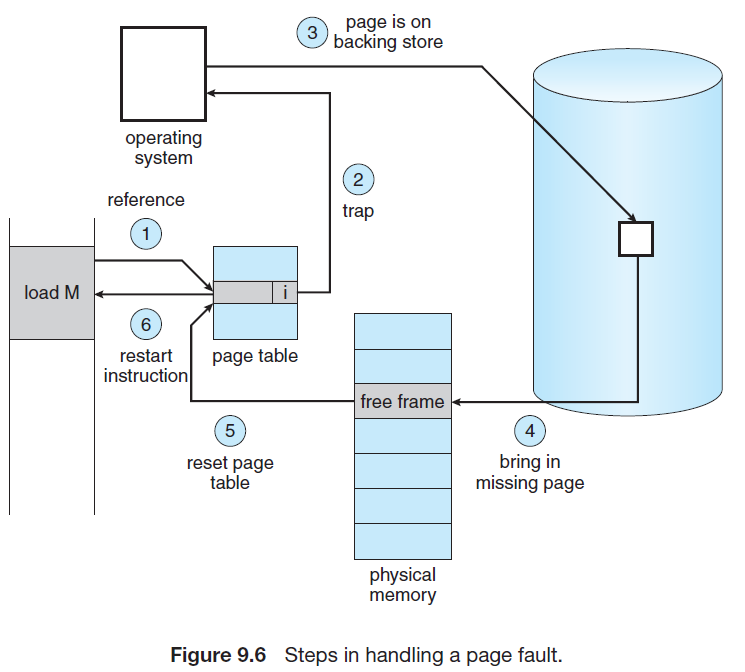 3
page is on
backing store
operating
system
2
trap
reference
1
load M
i
6
restart
instruction
page table
free frame
5
reset page
table
4
bring in
missing page
physical
memory
Figure 9.6 Steps in handling a page fault.